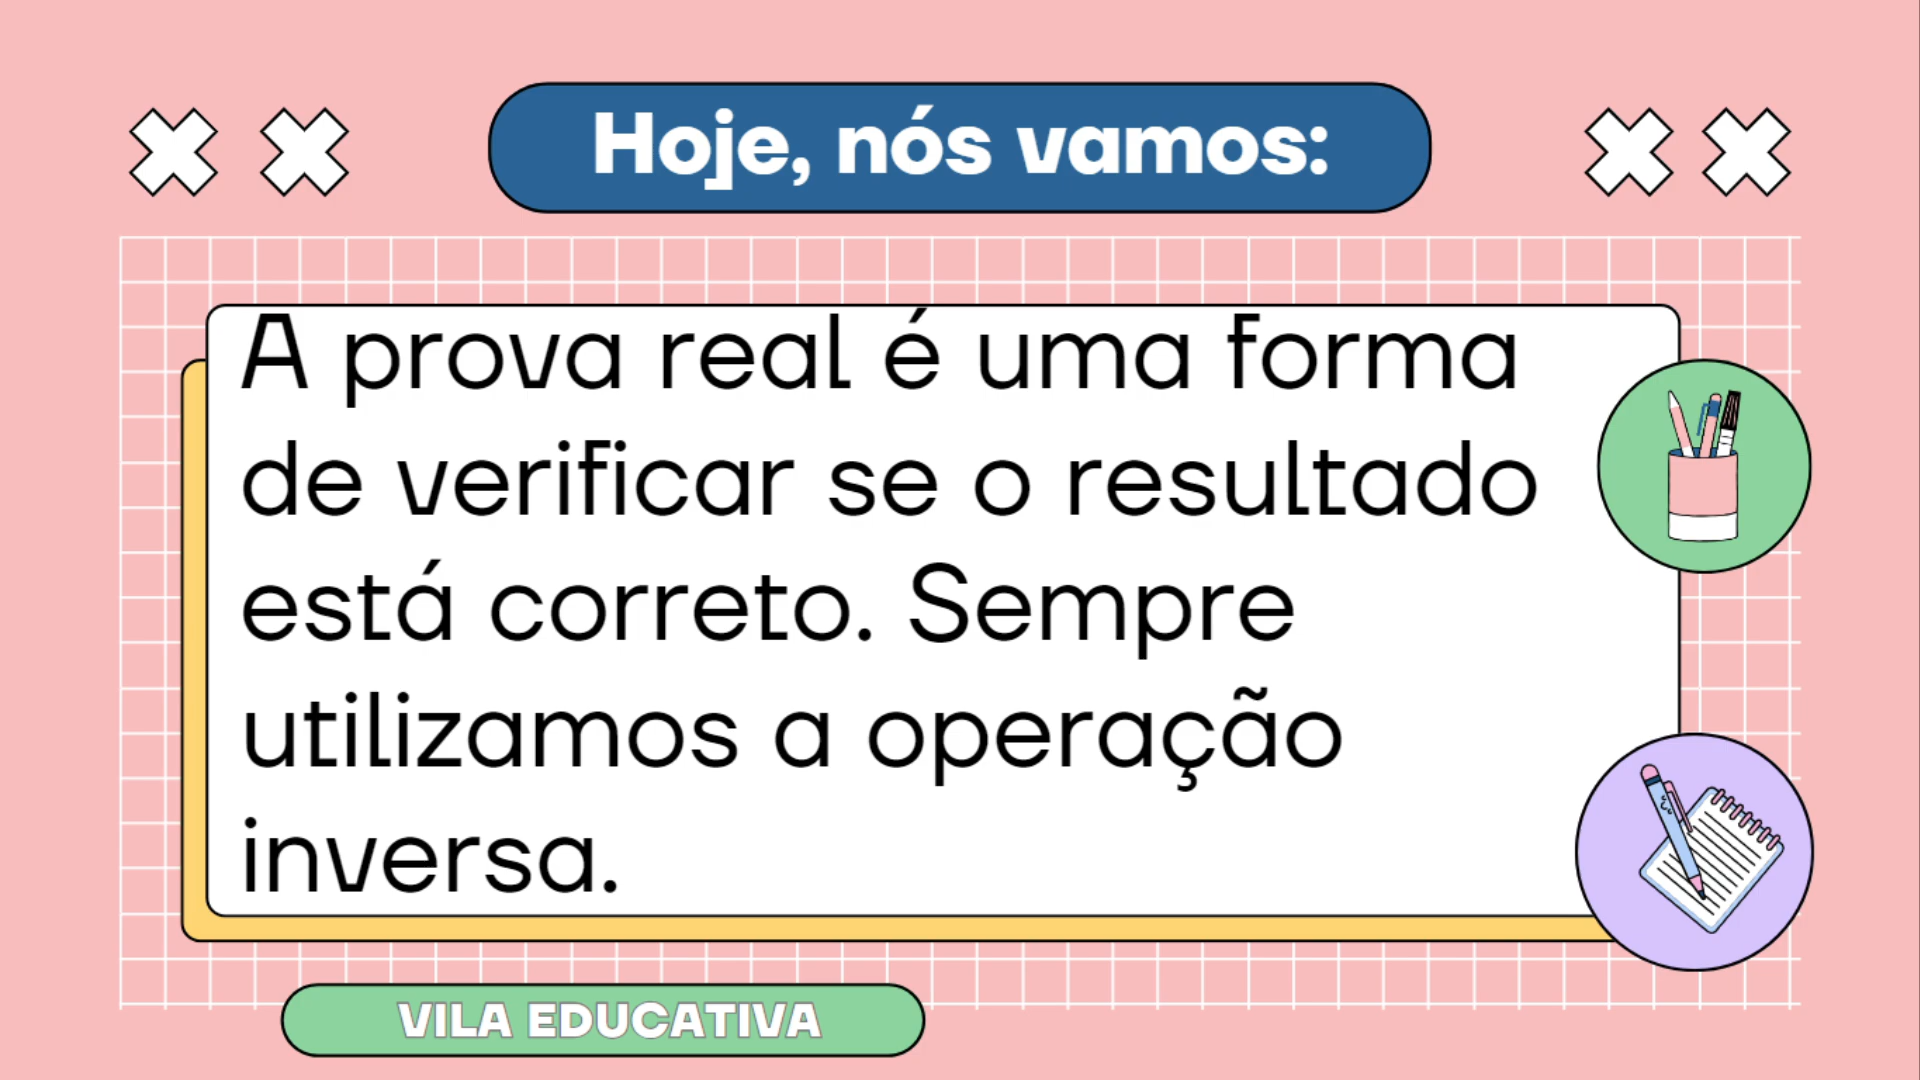 Hoje, nós vamos:
A prova real é uma forma
de verificar se o resultado
está correto. Sempre
utilizamos a operação
inversa.
VILA EDUCATIVA